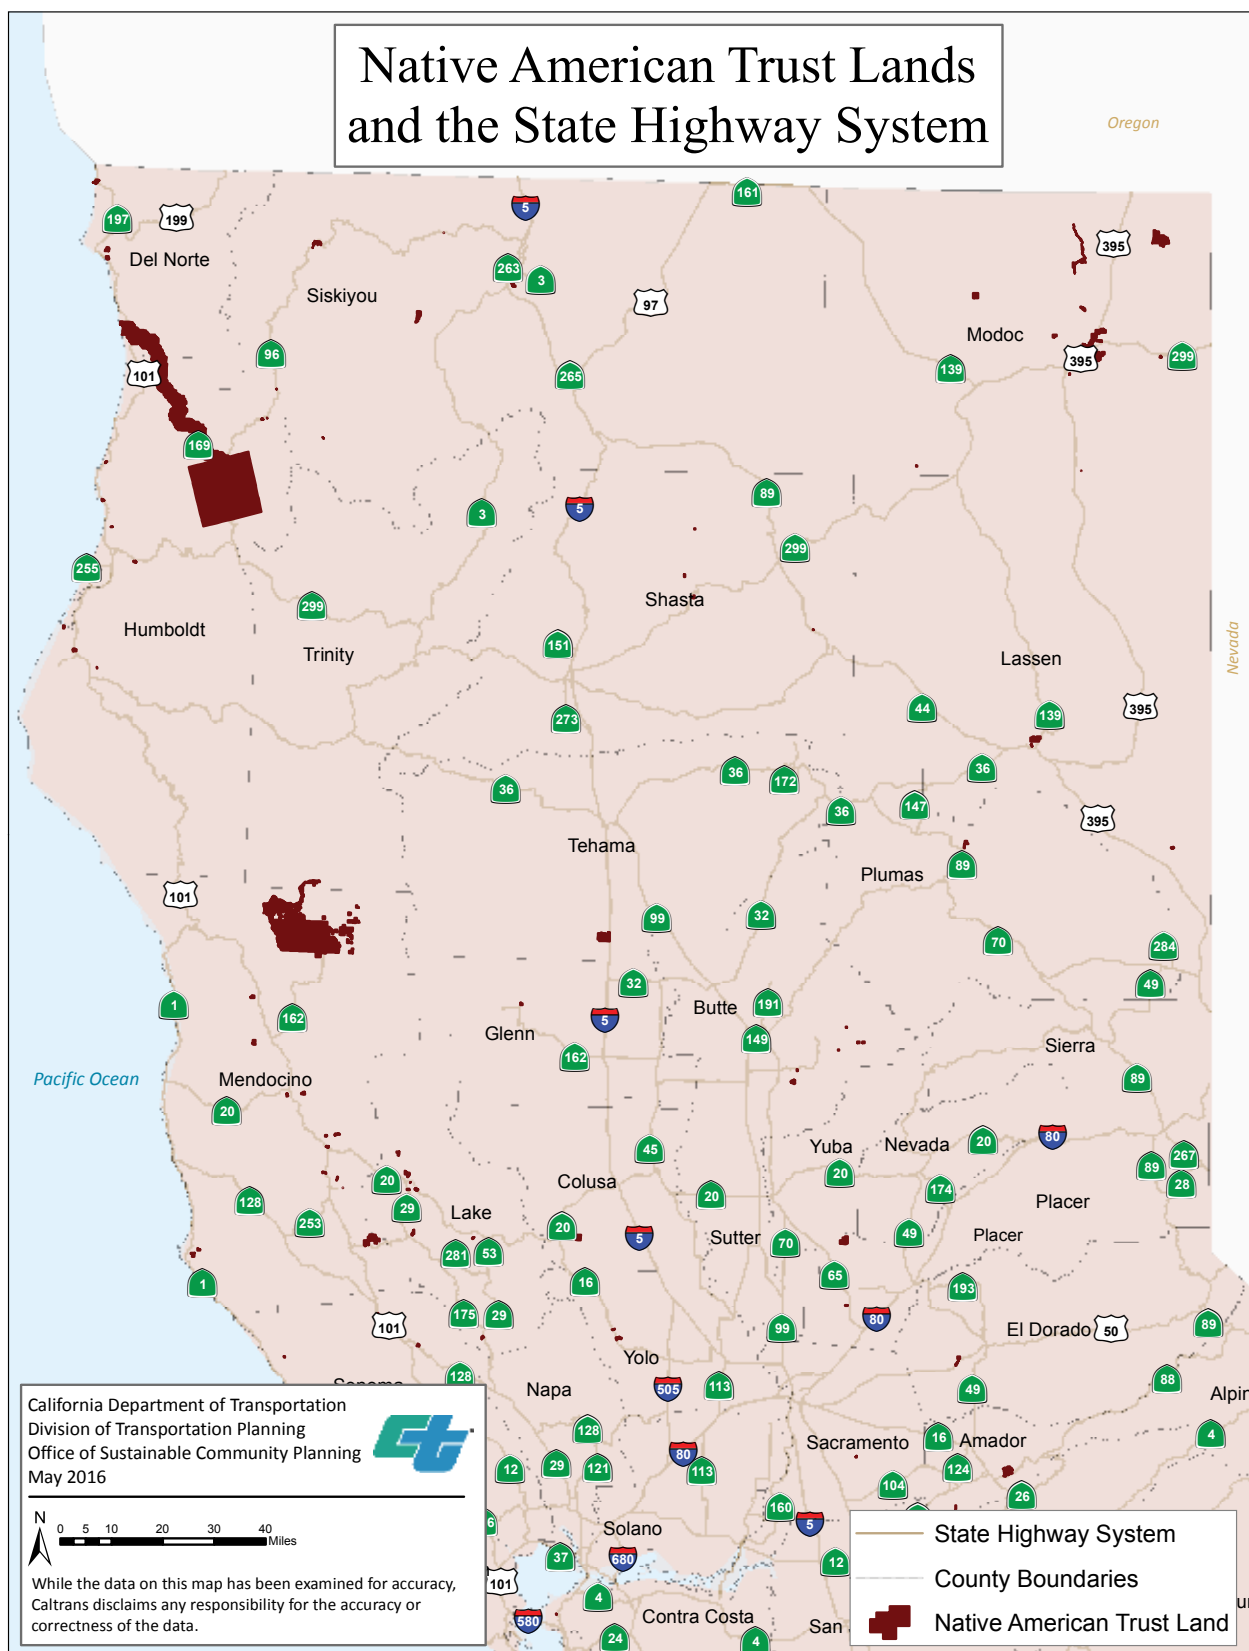 Native American Trust Lands
and the State Highway System
Oregon
161
5
197
199
395
Del Norte
263
3
Siskiyou
97
Modoc
96
101
265
139
395
299
169
89
3
5
299
255
299
Shasta
Humboldt
151
Trinity
Lassen
Nevada
44
139
395
273
36
36
172
36
147
36
395
Tehama
Plumas
89
101
99
32
70
284
32
49
1
162
5
Butte
191
Glenn
149
162
Sierra
Pacific Ocean
Mendocino
89
20
45
Yuba
Nevada
20
80
20
267
89
28
Colusa
20
174
20
128
29
Placer
253
Lake
20
5
Sutter
70
49
Placer
281
53
1
16
65
193
175
29
101
99
80
El Dorado
50
89
Yolo
128
Napa
505
113
49
88
Alpin
128
Sacramento
16
Amador
4
80
12
29
121
113
124
104
26
160
5
Solano
37
680
12
101
4
580
Contra Costa
24
4
San
California Department of Transportation
Division of Transportation Planning
Office of Sustainable Community Planning
May 2016
N
0 5 10 20 30 40
Miles
While the data on this map has been examined for accuracy,
Caltrans disclaims any responsibility for the accuracy or
correctness of the data.
State Highway System
County Boundaries
Native American Trust Land